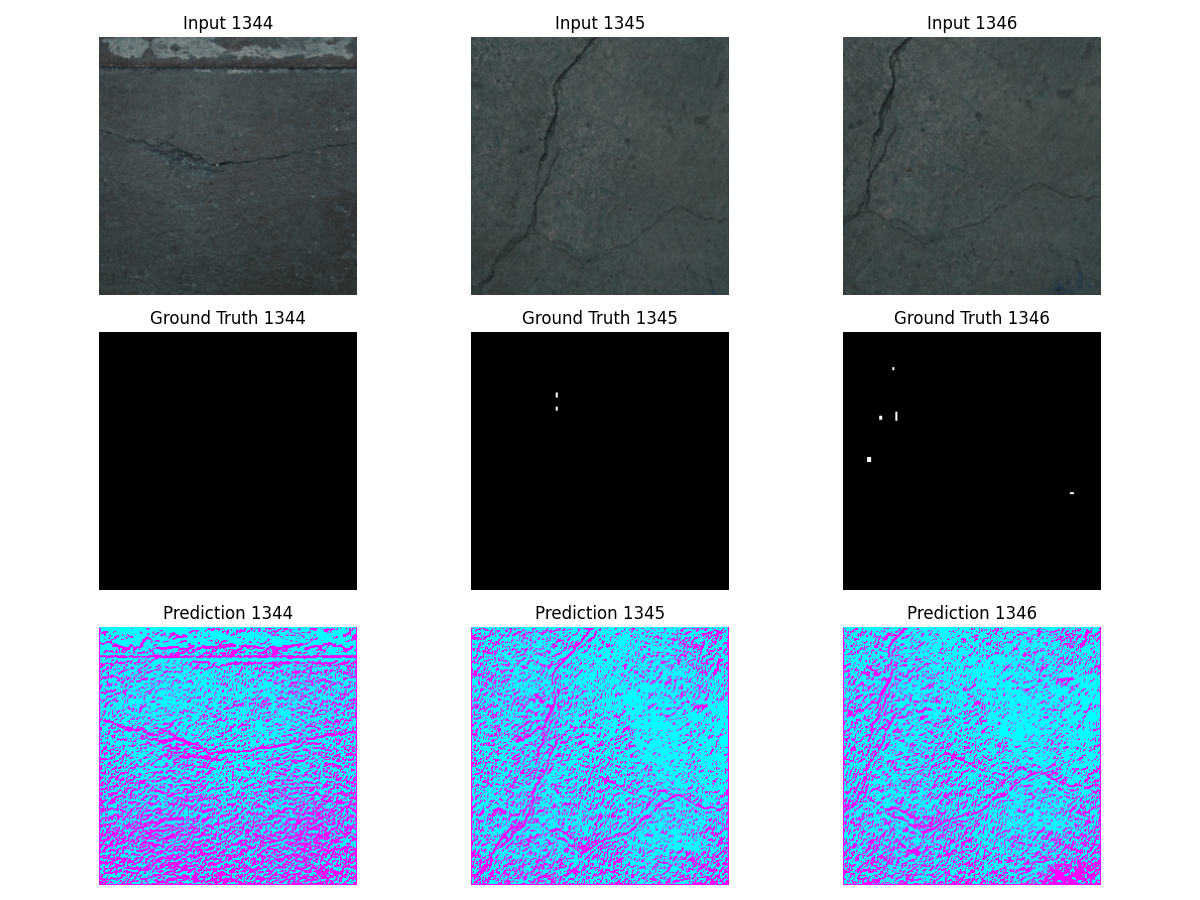 Input 1344
Input 1345
Input 1346
Ground Truth 1344
Ground Truth 1345
Ground Truth 1346
Prediction 1344
Prediction 1345
Prediction 1346